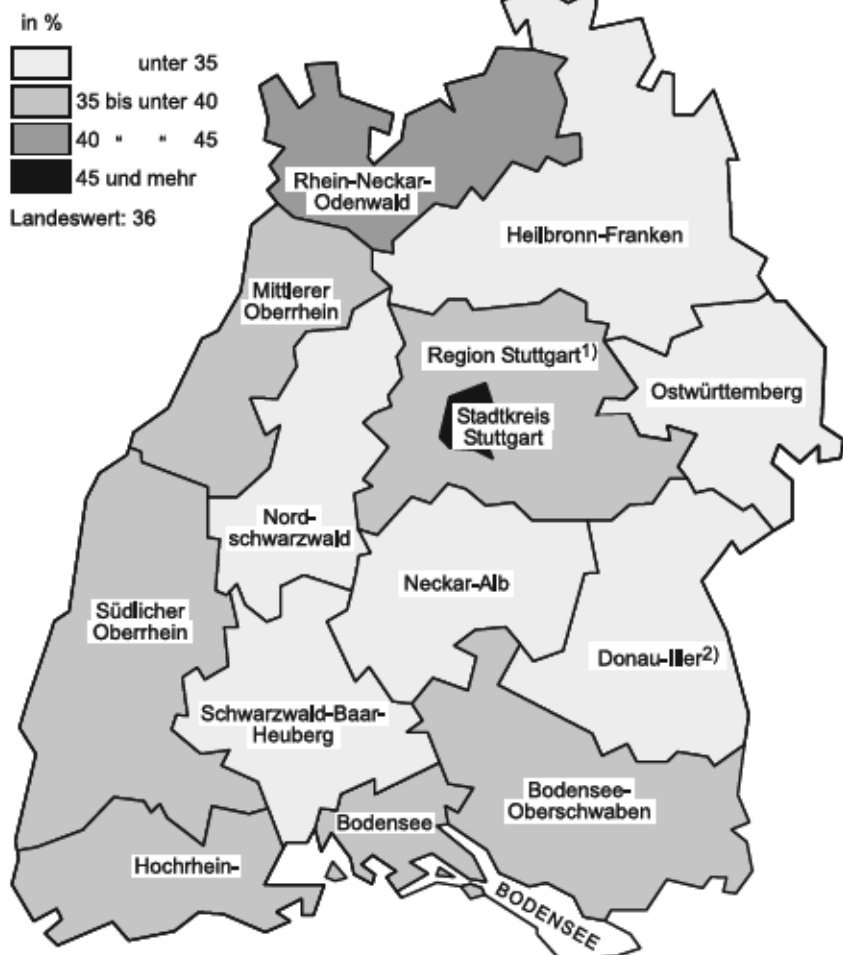 in %
unter 35
35 bis unter 40
40 " " 45
45 und mehr
Landeswert: 36
Rhein-Neckar-
Odenwald
Heilbronn-Franken
Mittlerer
Oberrhein
Region Stuttgart1)
Ostwürttemberg
Stadtkreis
Stuttgart
Nord-
schwarzwald
Neckar-Alb
Südlicher
Oberrhein
Donau-Iller2)
Schwarzwald-Baar-
Heuberg
Bodensee-
Oberschwaben
Bodensee
Hochrhein-
BODENSEE